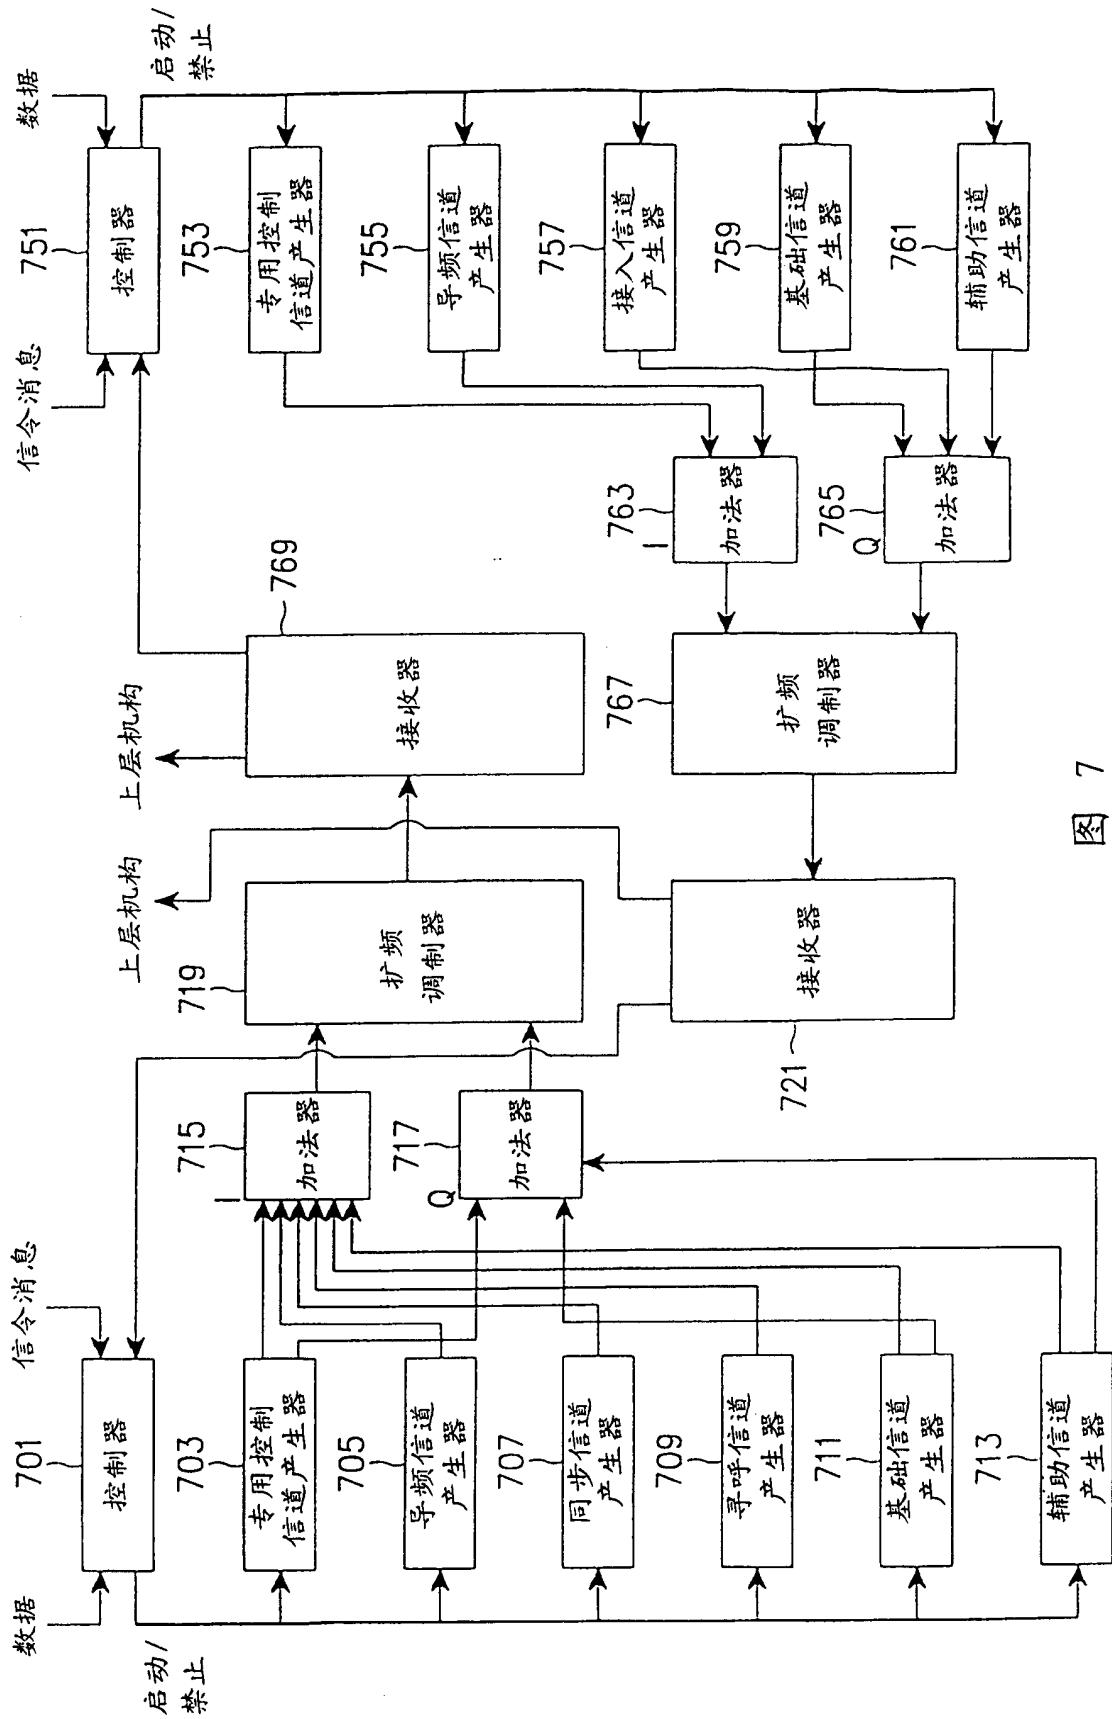 数据
信令消息
701
控制器
启动/
禁止
703
专用控制
信道产生器
705
导频信道
产生器
707
同步信道
产生器
709
寻呼信道
产生器
711
基础信道
产生器
713
辅助信道
产生器
715
I
加法器
717
Q
加法器
719
扩频
调制器
上层机构
721
接收器
上层机构
769
接收器
767
扩频
调制器
763
I
加法器
765
Q
加法器
信令消息
数据
751
控制器
启动/
禁止
753
专用控制
信道产生器
755
导频信道
产生器
757
接入信道
产生器
759
基础信道
产生器
761
辅助信道
产生器
图 7